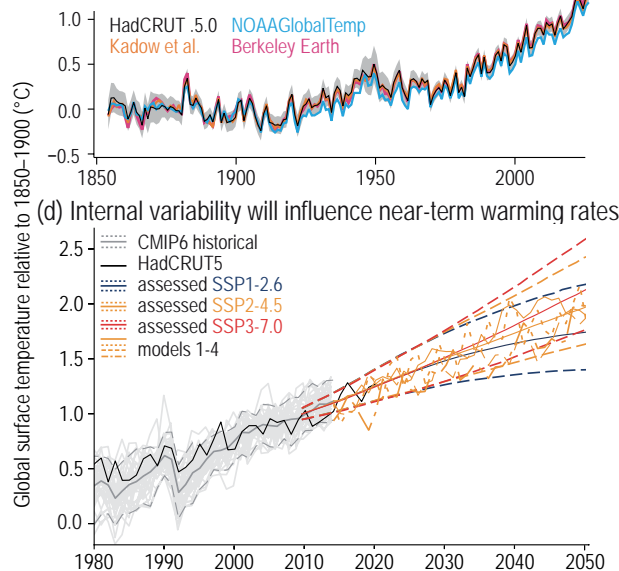 1.0
0.5
0.0
−0.5
HadCRUT .5.0 NOAAGlobalTemp
Kadow et al. Berkeley Earth
1850 1900 1950 2000
Global surface temperature relative to 1850–1900 (°C)
(d) Internal variability will influence near-term warming rates
2.5
2.0
1.5
1.0
0.5
0.0
CMIP6 historical
HadCRUT5
assessed SSP1-2.6
assessed SSP2-4.5
assessed SSP3-7.0
models 1-4
1980 1990 2000 2010 2020 2030 2040 2050